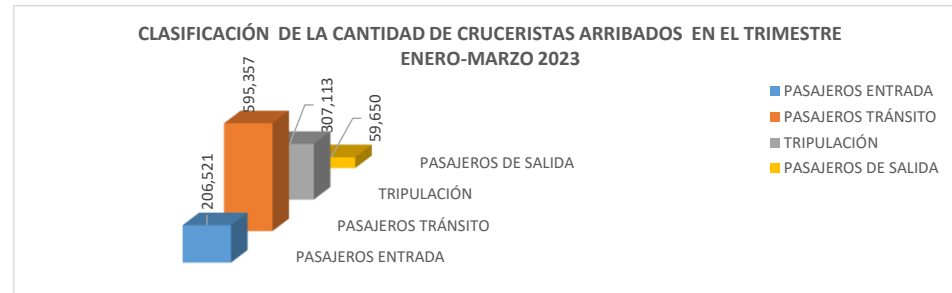 CLASIFICACIÓN DE LA CANTIDAD DE CRUCERISTAS ARRIBADOS EN EL TRIMESTRE
ENERO-MARZO 2023
206,521
595,357
307,113
59,650
PASAJEROS DE SALIDA
TRIPULACIÓN
PASAJEROS TRÁNSITO
PASAJEROS ENTRADA
PASAJEROS ENTRADA
PASAJEROS TRÁNSITO
TRIPULACIÓN
PASAJEROS DE SALIDA